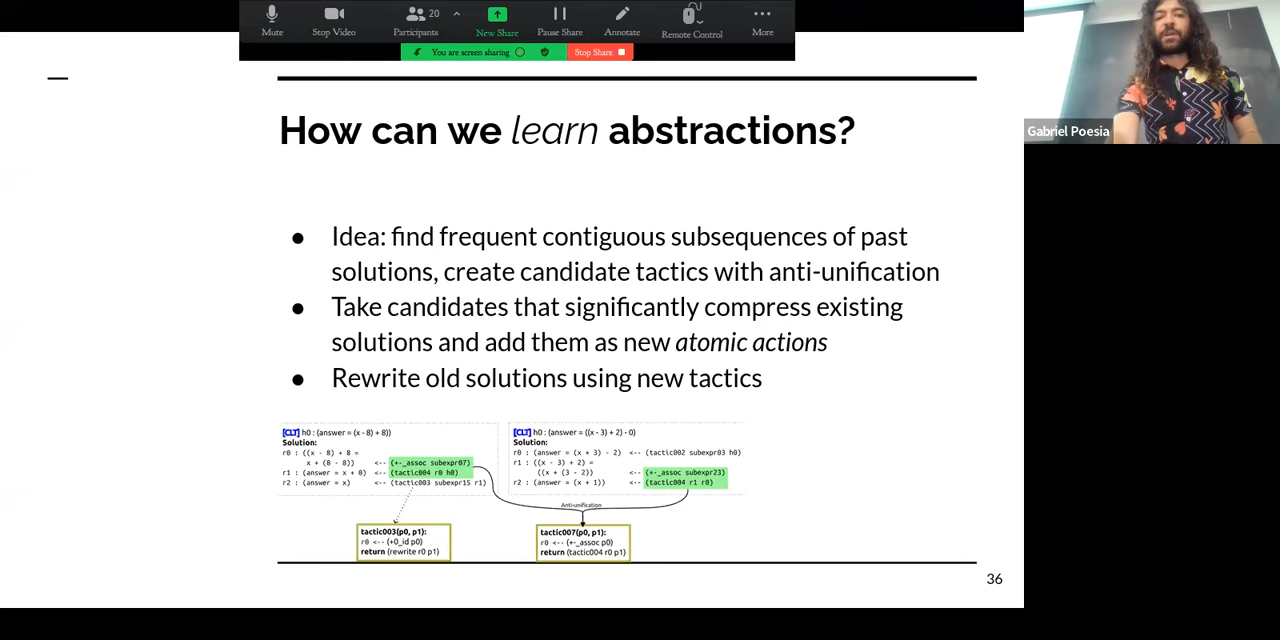 20
Mute
Stop Video
Participants
New Share
Pause Share
Annotate
Remote Control
More
You are screen sharing
Stop Share
Gabriel Poesia
How can we learn abstractions?
● Idea: find frequent contiguous subsequences of past
solutions, create candidate tactics with anti-unification
● Take candidates that significantly compress existing
solutions and add them as new atomic actions
● Rewrite old solutions using new tactics
[CLT] h0 : (answer = (x - 8) + 8))
Solution:
r0 : ((x - 8) + 8 =
x + (8 - 8)) <-- (+-_assoc subexpr07)
r1 : (answer = x + 0) <-- (tactic004 r0 h0)
r2 : (answer = x) <-- (tactic003 subexpr15 r1)
[CLT] h0 : (answer = ((x - 3) + 2) - 0)
Solution:
r0 : (answer = (x + 3) - 2) <-- (tactic002 subexpr03 h0)
r1 : ((x - 3) + 2) =
((x + (3 - 2)) <-- (+-_assoc subexpr23)
r2 : (answer = (x + 1)) <-- (tactic004 r1 r0)
Anti-unification
tactic003(p0, p1):
r0 <-- (+0_id p0)
return (rewrite r0 p1)
tactic007(p0, p1):
r0 <-- (+-_assoc p0)
return (tactic004 r0 p1)
36